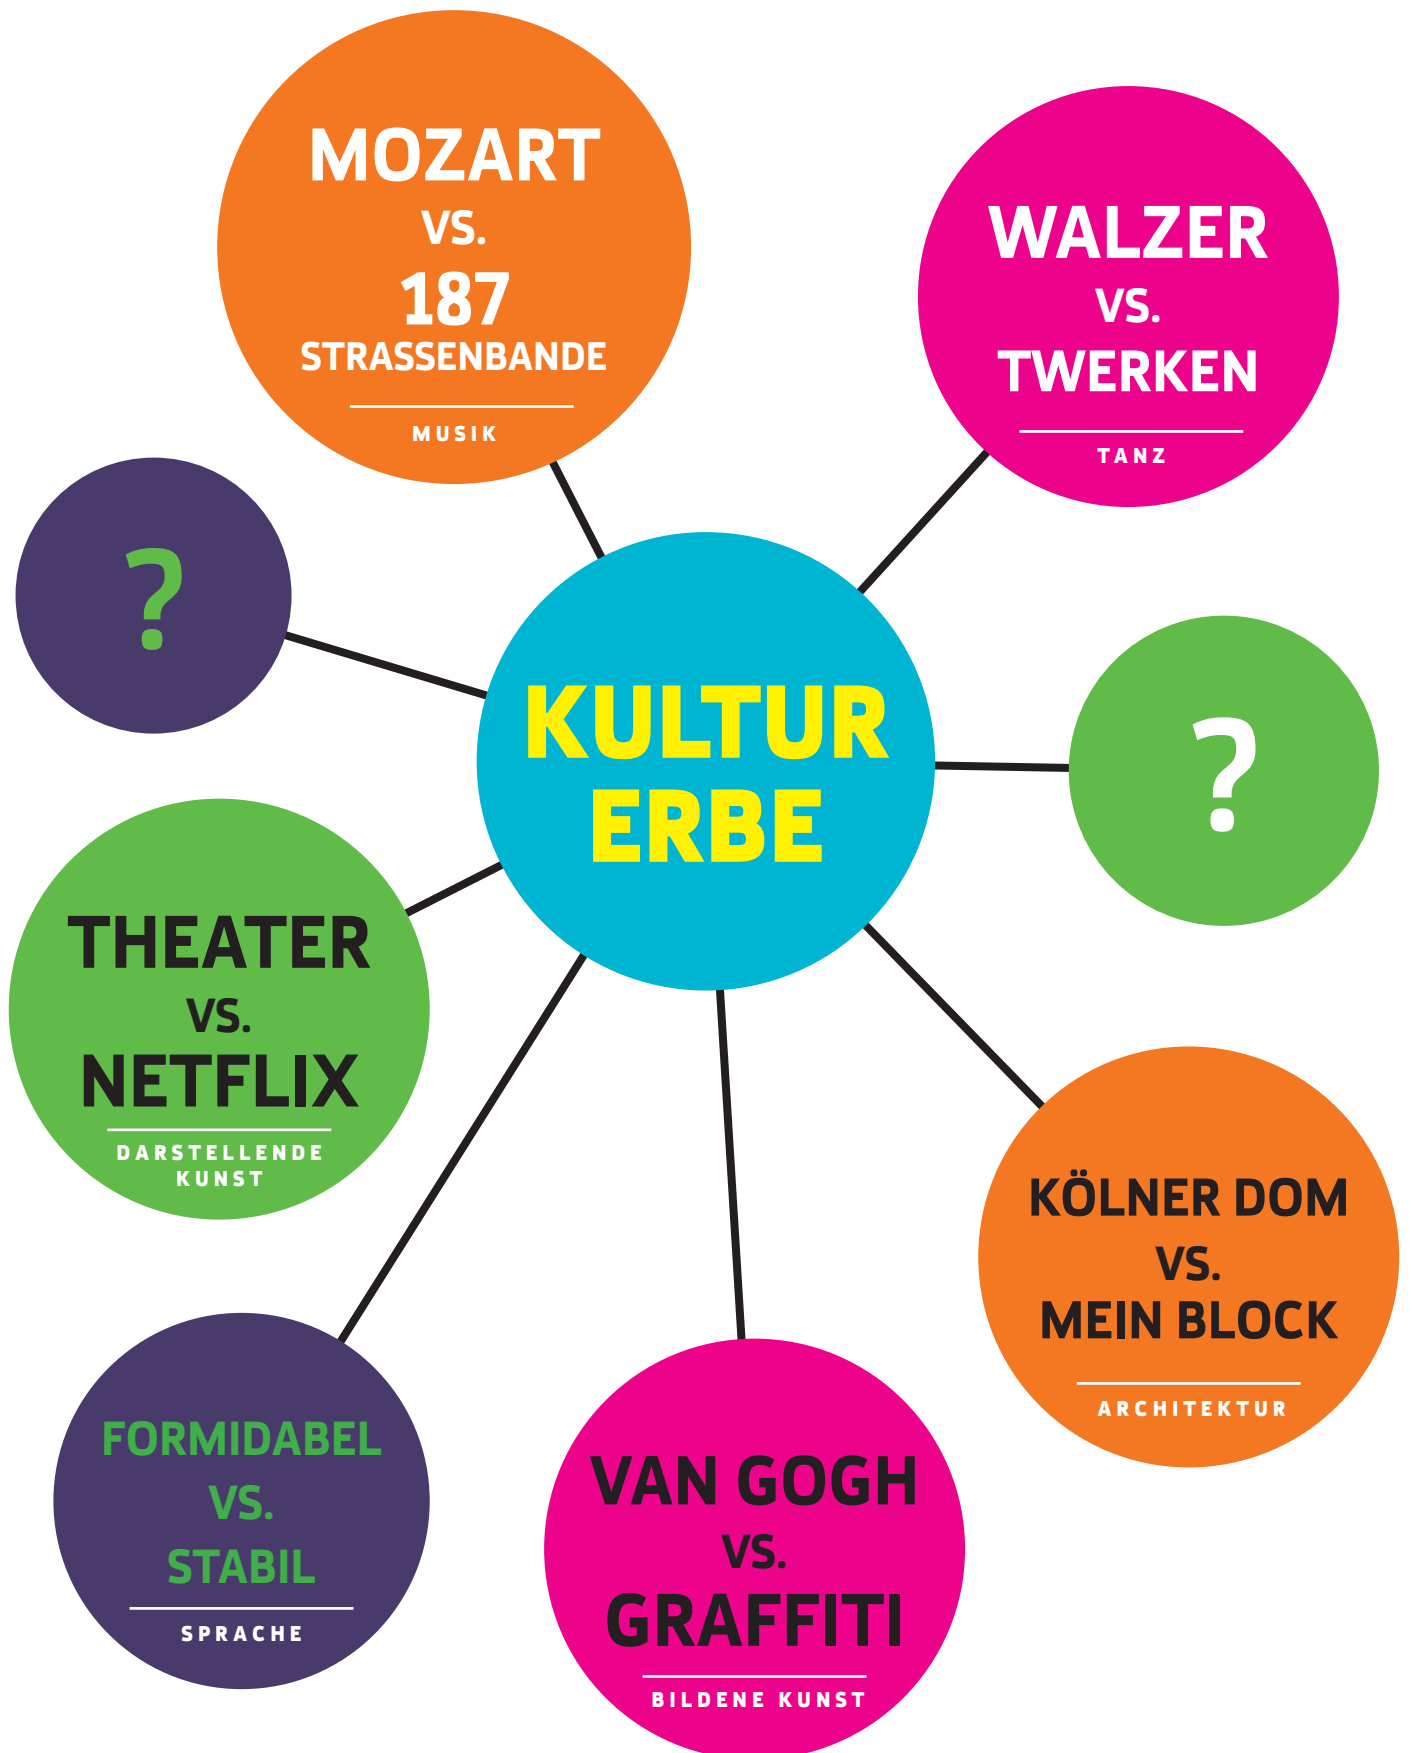 MOZART
VS.
187
STRASSENBANDE
MUSIK
WALZER
VS.
TWERKEN
TANZ
?
KULTUR
ERBE
?
THEATER
VS.
NETFLIX
DARSTELLENDE
KUNST
KÖLNER DOM
VS.
MEIN BLOCK
ARCHITEKTUR
FORMIDABEL
VS.
STABIL
SPRACHE
VAN GOGH
VS.
GRAFFITI
BILDENE KUNST